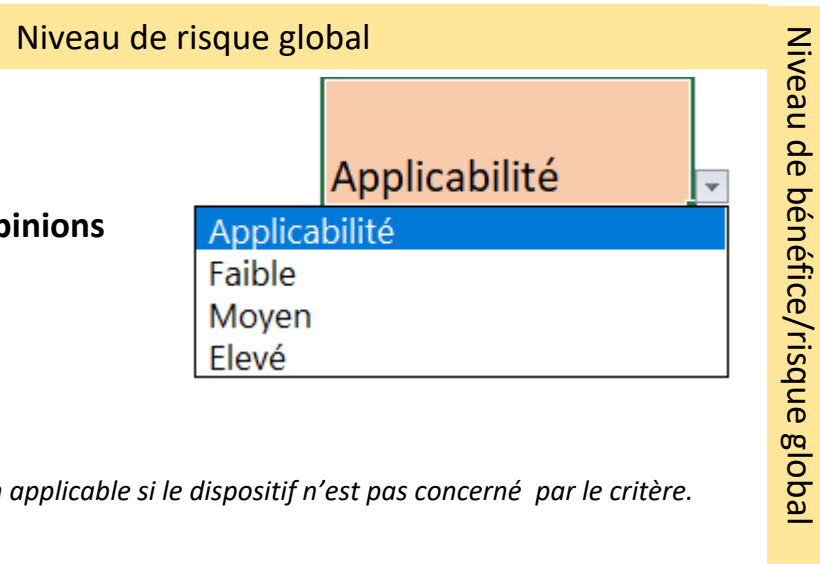 Niveau de risque global
Niveau de bénéfice/risque global
Applicabilité
Applicabilité
Faible
Moyen
Elevé
applicable si le dispositif n’est pas concerné par le critère.